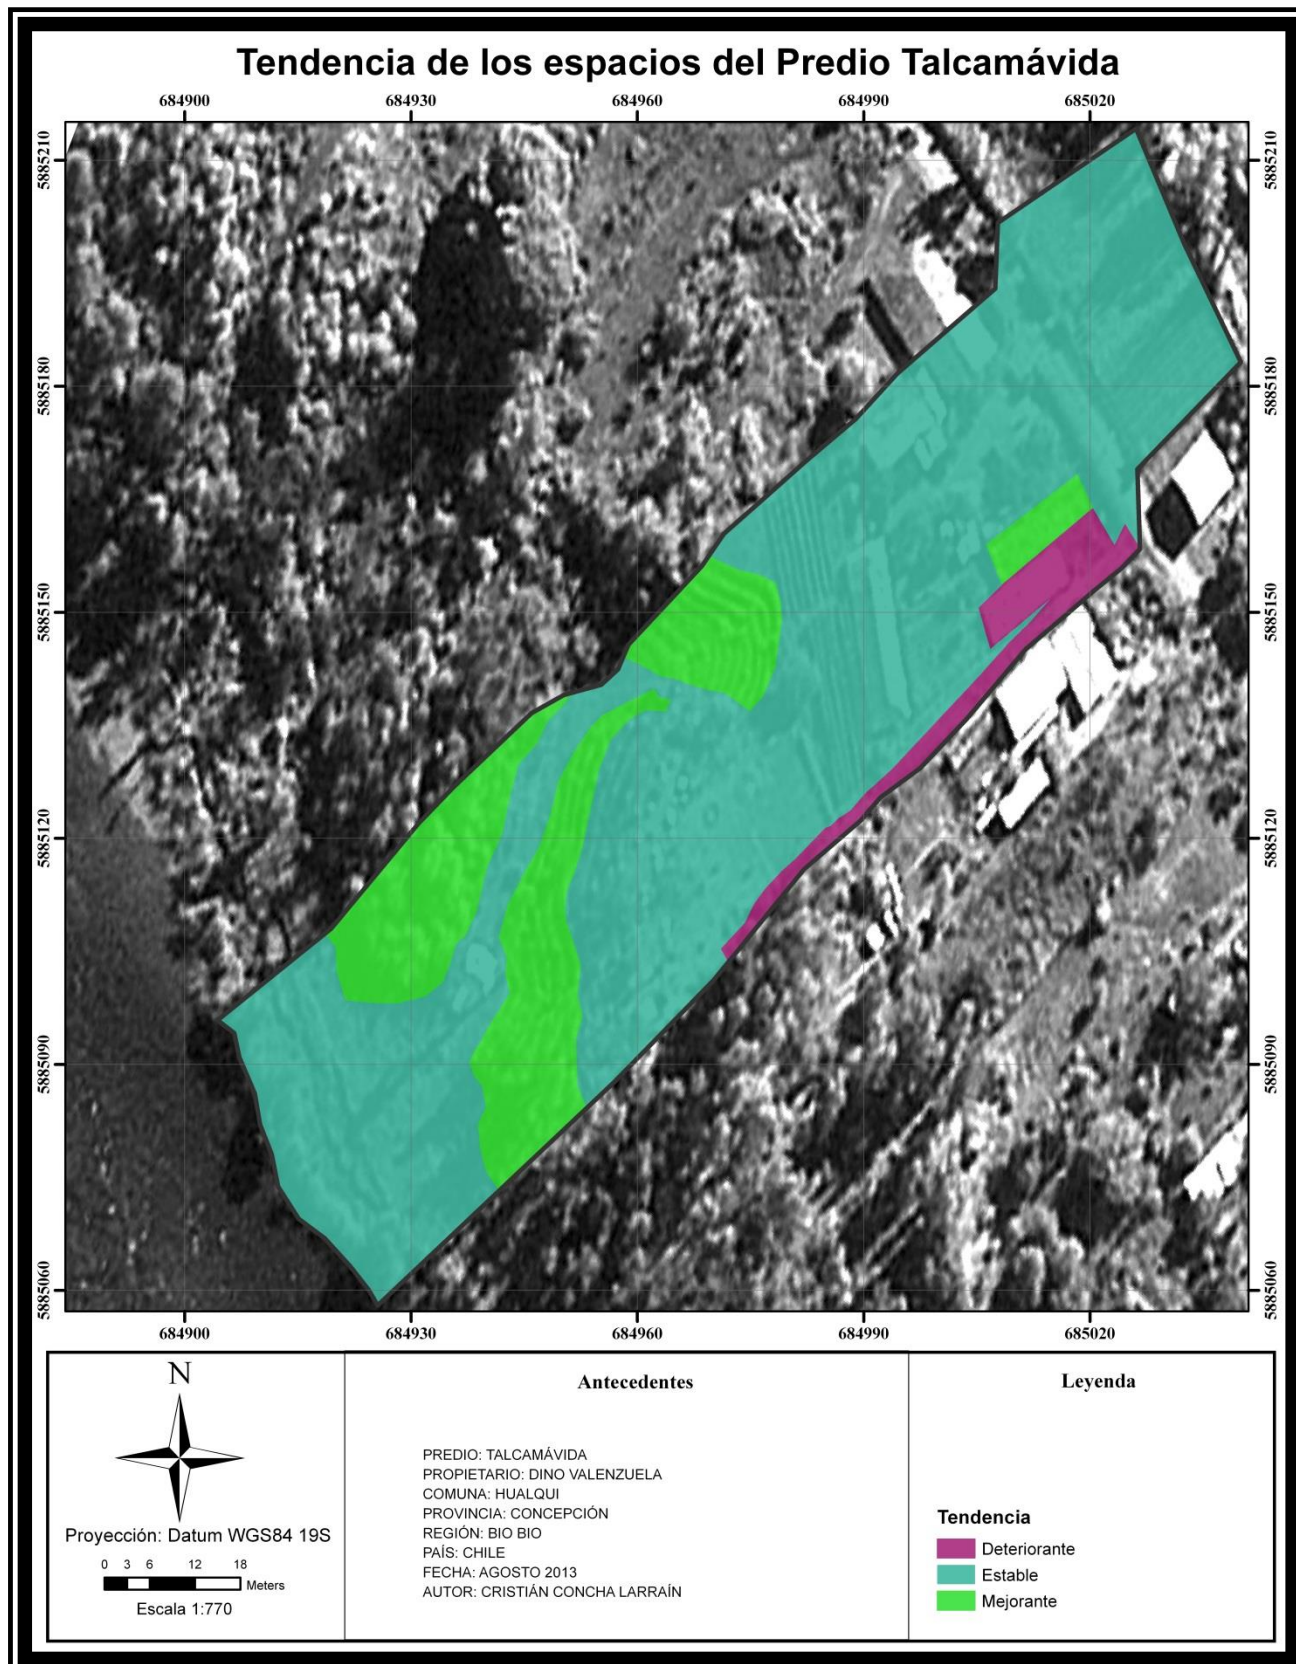 Tendencia de los espacios del Predio Talcamávida
684900 684930 684960 684990 685020
5885210 5885210
5885180 5885180
5885150 5885150
5885120 5885120
5885090 5885090
5885060 5885060
684900 684930 684960 684990 685020
N
Proyección: Datum WGS84 19S
0 3 6 12 18
Meters
Escala 1:770
Antecedentes
PREDIO: TALCAMÁVIDA
PROPIETARIO: DINO VALENZUELA
COMUNA: HUALQUI
PROVINCIA: CONCEPCIÓN
REGIÓN: BIO BIO
PAÍS: CHILE
FECHA: AGOSTO 2013
AUTOR: CRISTIÁN CONCHA LARRAÍN
Leyenda
Tendencia
Deteriorante
Estable
Mejorante